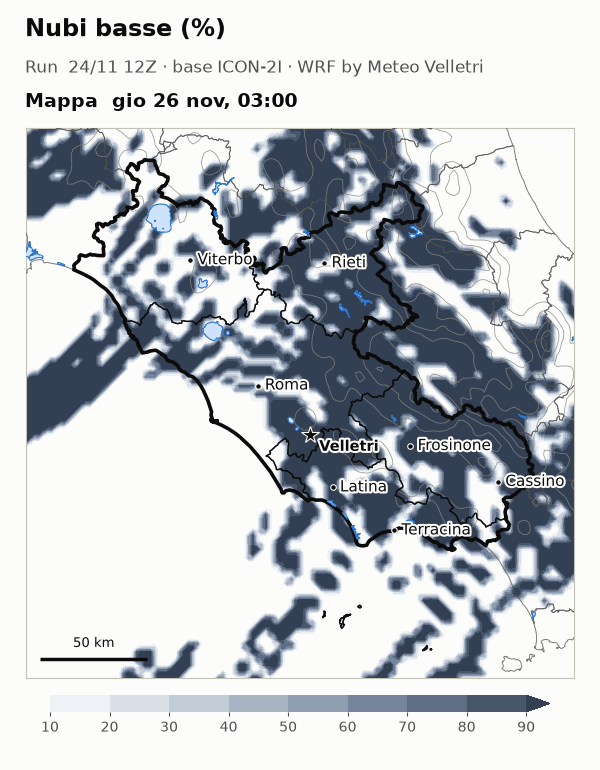 Nubi basse (%)
Run  24/11 12Z · base ICON-2I · WRF by Meteo Velletri
Mappa  gio 26 nov, 03:00
Viterbo
Rieti
Roma
Velletri
Frosinone
Latina
Cassino
Terracina
50 km
10 20 30 40 50 60 70 80 90